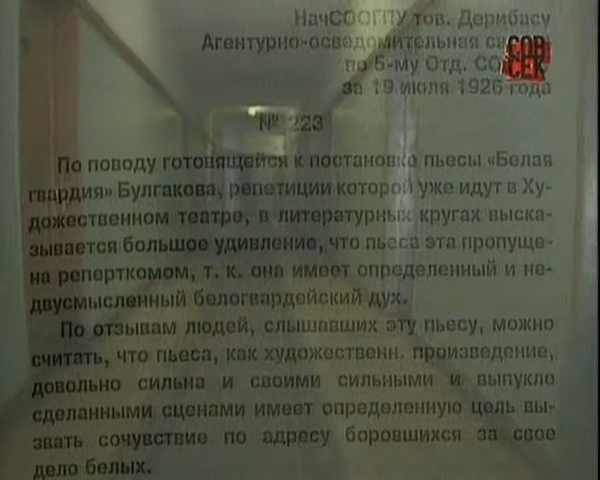 НачСООГПУ тов. Дерибасу
Агентурно-осведомительная
по 5-му Отд.
за 19 июля 1926 года
СОВ
СЕК
№ 223
По поводу готовящейся к постановке пьесы «Белая
гвардия» Булгакова, репетиции которой уже идут в Ху-
дожественном театре, в литературных кругах выска-
зывается большое удивление, что пьеса эта пропуще-
на реперткомом, т. к. она имеет определенный и не-
двусмысленный белогвардейский дух.
По отзывам людей, слышавших эту пьесу, можно
считать, что пьеса, как художественн. произведение,
довольно сильна и своими сильными и выпукло
сделанными сценами имеет определенную цель вы-
звать сочувствие по адресу боровшихся за свое
дело белых.